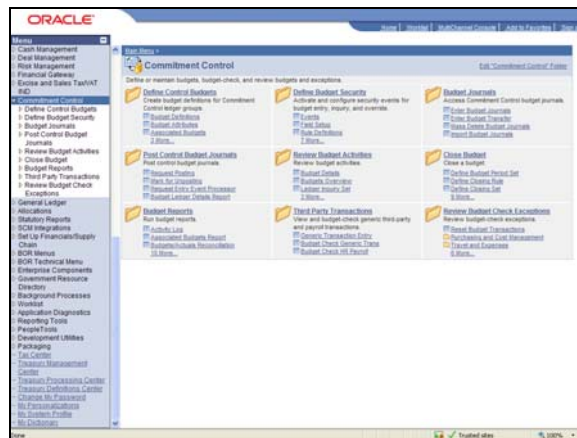 ORACLE
Home | Worklist | MultiChannel Console | Add to Favorites | Sign out
Menu
Cash Management
Deal Management
Risk Management
Financial Gateway
Excise and Sales Tax/VAT
IND
Commitment Control
Define Control Budgets
Define Budget Security
Budget Journals
Post Control Budget
Journals
Review Budget Activities
Close Budget
Budget Reports
Third Party Transactions
Review Budget Check
Exceptions
General Ledger
Allocations
Statutory Reports
SCM Integrations
Set Up Financials/Supply
Chain
BOR Menus
BOR Technical Menu
Enterprise Components
Government Resource
Directory
Background Processes
Worklist
Application Diagnostics
Reporting Tools
PeopleTools
Development Utilities
Packaging
Tax Center
Treasury Management
Center
Treasury Processing Center
Treasury Definitions Center
Change My Password
My Personalizations
My System Profile
My Dictionary
Main Menu >
Commitment Control
Edit "Commitment Control" Folder
Define or maintain budgets, budget-check, and review budgets and exceptions.
Define Control Budgets
Create budget definitions for Commitment
Control ledger groups.
Budget Definitions
Budget Attributes
Associated Budgets
3 More...
Define Budget Security
Activate and configure security events for
budget entry, inquiry, and override.
Events
Field Setup
Rule Definitions
7 More...
Budget Journals
Access Commitment Control budget journals.
Enter Budget Journals
Enter Budget Transfer
Mass Delete Budget Journals
Import Budget Journals
Post Control Budget Journals
Post control budget journals.
Request Posting
Mark for Unposting
Request Entry Event Processor
Budget Ledger Details Report
Review Budget Activities
Review budget activities.
Budget Details
Budgets Overview
Ledger Inquiry Set
3 More...
Close Budget
Close a budget.
Define Budget Period Set
Define Closing Rule
Define Closing Set
6 More...
Budget Reports
Run budget reports.
Activity Log
Associated Budgets Report
Budgets/Actuals Reconciliation
15 More...
Third Party Transactions
View and budget-check generic third-party
and payroll transactions.
Generic Transaction Entry
Budget Check Generic Trans
Budget Check HR Payroll
Review Budget Check Exceptions
Review budget-check exceptions.
Reset Budget Transactions
Purchasing and Cost Management
Travel and Expenses
6 More...
Done
Trusted sites
100%